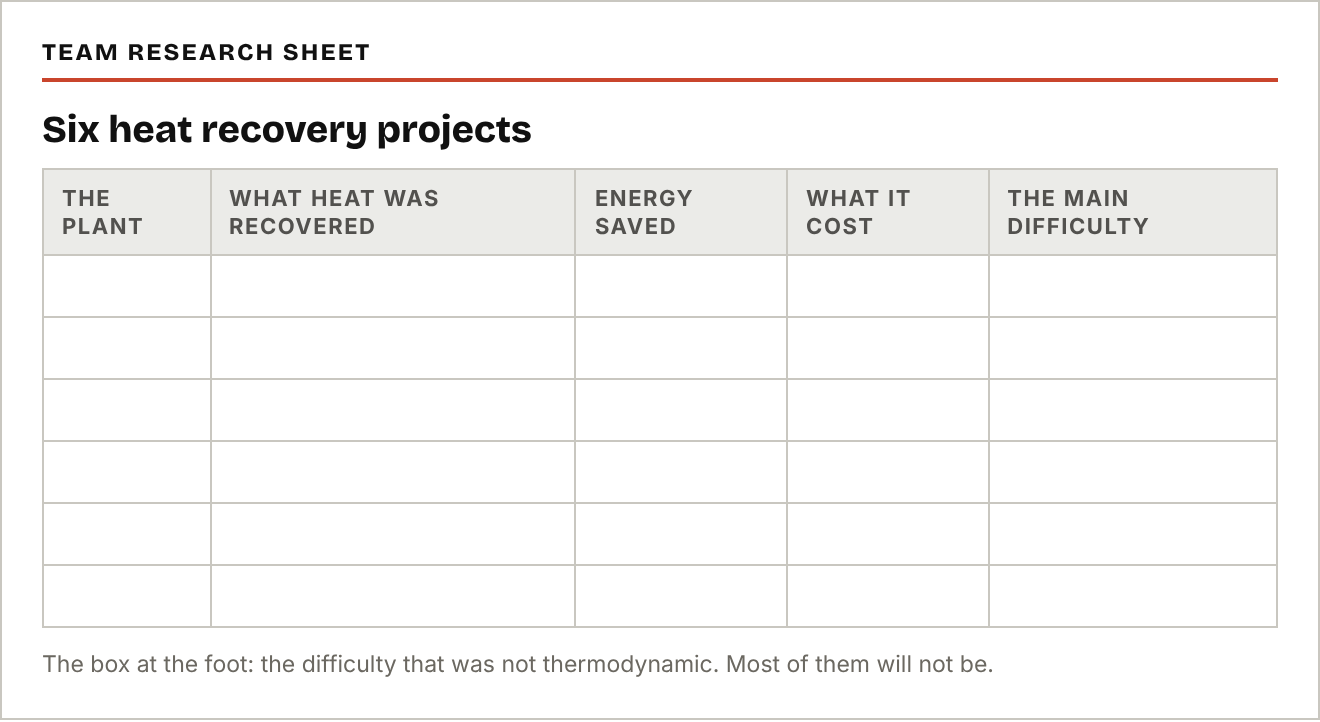 TEAM RESEARCH SHEET
Six heat recovery projects
THE PLANT
WHAT HEAT WAS RECOVERED
ENERGY SAVED
WHAT IT COST
THE MAIN DIFFICULTY
The box at the foot: the difficulty that was not thermodynamic. Most of them will not be.